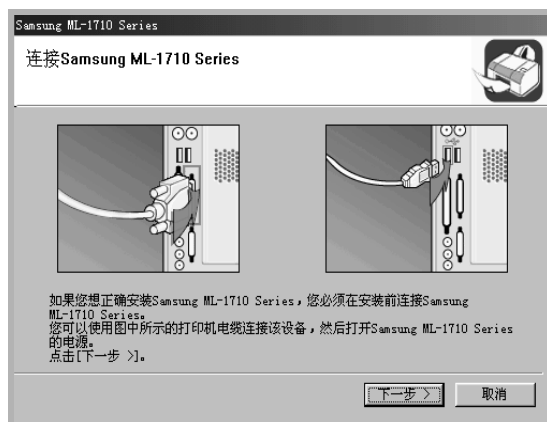 Samsung ML-1710 Series
连接Samsung ML-1710 Series
如果您想正确安装Samsung ML-1710 Series，您必须在安装前连接Samsung
ML-1710 Series。
您可以使用图中所示的打印机电缆连接该设备，然后打开Samsung ML-1710 Series
的电源。
点击[下一步 >]。
下一步 >
取消